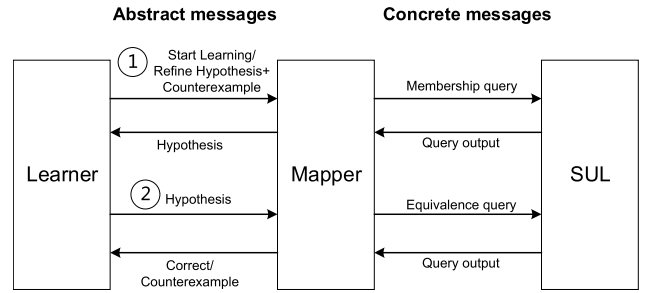 Abstract messages
Concrete messages
1
Start Learning/
Refine Hypothesis+
Counterexample
Membership query
Hypothesis
Query output
Learner
Mapper
SUL
2
Hypothesis
Equivalence query
Correct/
Counterexample
Query output